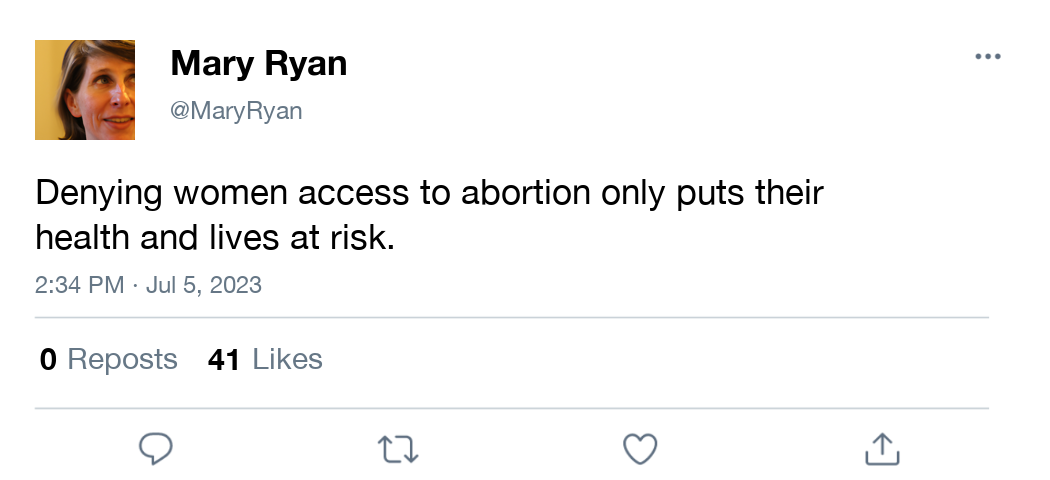 Mary Ryan
@MaryRyan
Denying women access to abortion only puts their
health and lives at risk.
2:34 PM · Jul 5, 2023
0 Reposts 41 Likes